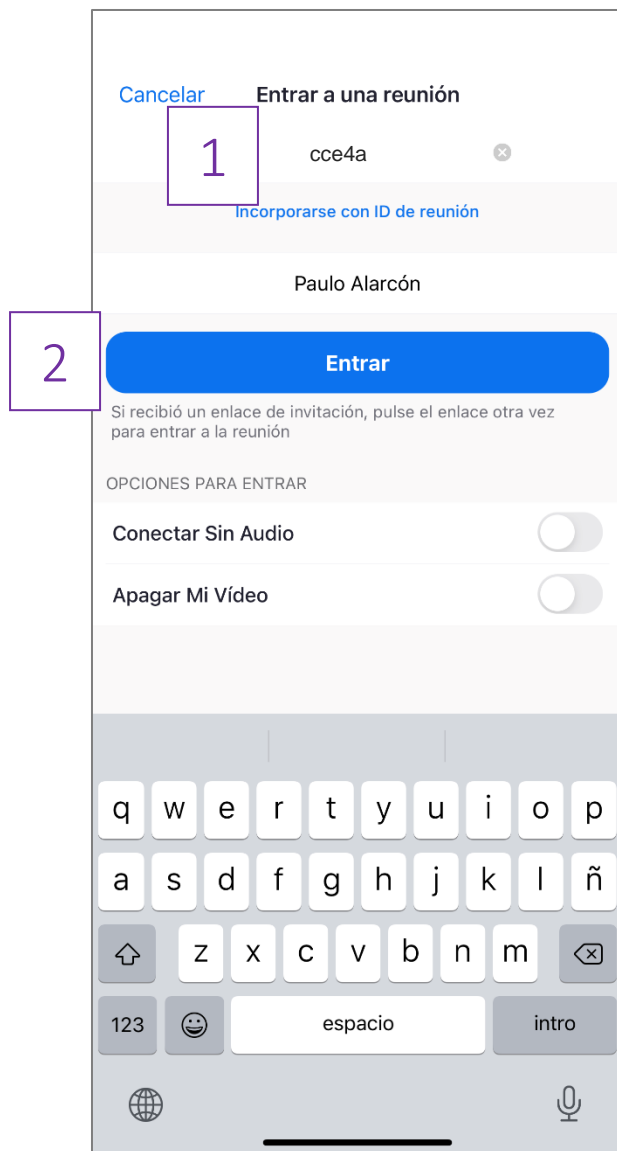 Cancelar Entrar a una reunión
1 cce4a
Incorporarse con ID de reunión
Paulo Alarcón
2 Entrar
Si recibió un enlace de invitación, pulse el enlace otra vez
para entrar a la reunión
OPCIONES PARA ENTRAR
Conectar Sin Audio
Apagar Mi Vídeo
q w e r t y u i o p
a s d f g h j k l ñ
z x c v b n m
123 espacio intro